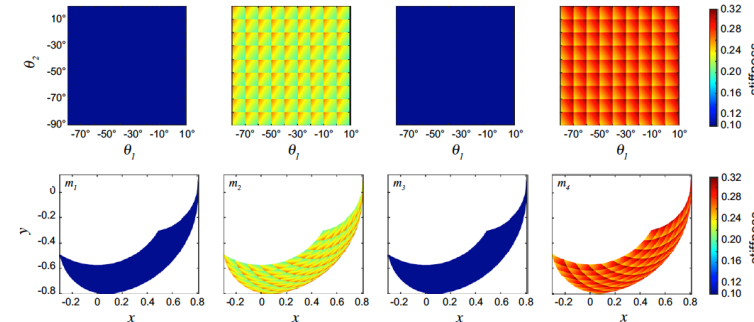 10°
-10°
-30°
-50°
-70°
-90°
θ2
-70° -50° -30° -10° 10°
θ1
-70° -50° -30° -10° 10°
θ1
-70° -50° -30° -10° 10°
θ1
-70° -50° -30° -10° 10°
θ1
0.32
0.28
0.24
0.20
0.16
0.12
0.10
stiffness
m1
m2
m3
m4
0
-0.2
-0.4
-0.6
-0.8
y
-0.2 0 0.2 0.4 0.6 0.8
x
-0.2 0 0.2 0.4 0.6 0.8
x
-0.2 0 0.2 0.4 0.6 0.8
x
-0.2 0 0.2 0.4 0.6 0.8
x
0.32
0.28
0.24
0.20
0.16
0.12
0.10
stiffness